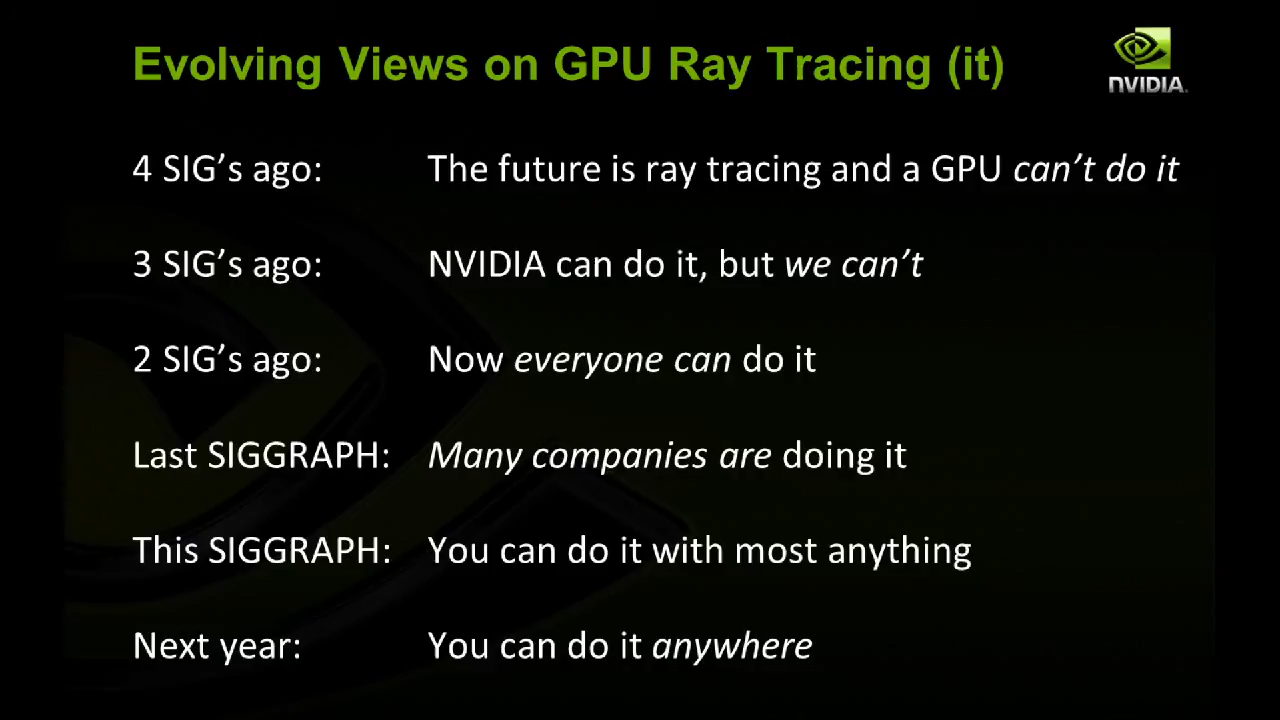 Evolving Views on GPU Ray Tracing (it)
NVIDIA.
4 SIG’s ago: The future is ray tracing and a GPU can’t do it
3 SIG’s ago: NVIDIA can do it, but we can’t
2 SIG’s ago: Now everyone can do it
Last SIGGRAPH: Many companies are doing it
This SIGGRAPH: You can do it with most anything
Next year: You can do it anywhere